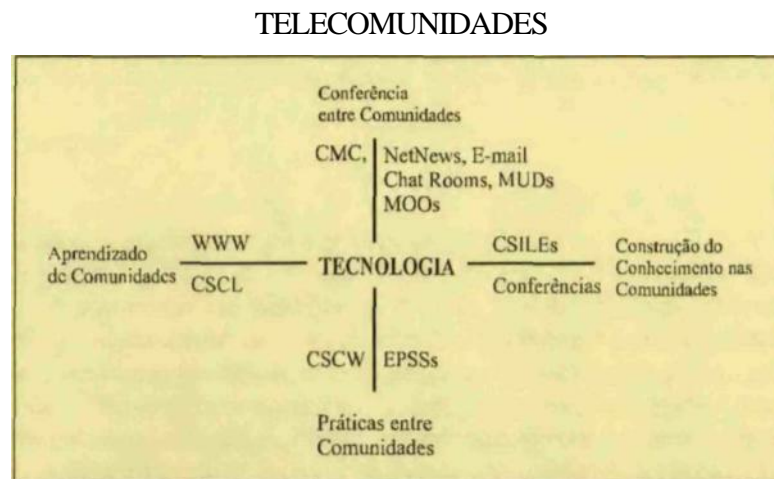 TELECOMUNIDADES
Conferência
entre Comunidades
CMC, NetNews, E-mail
Chat Rooms, MUDs
MOOs
Aprendizado
de Comunidades
WWW
CSCL
TECNOLOGIA
CSILEs
Conferências
Construção do
Conhecimento nas
Comunidades
CSCW EPSSs
Práticas entre
Comunidades